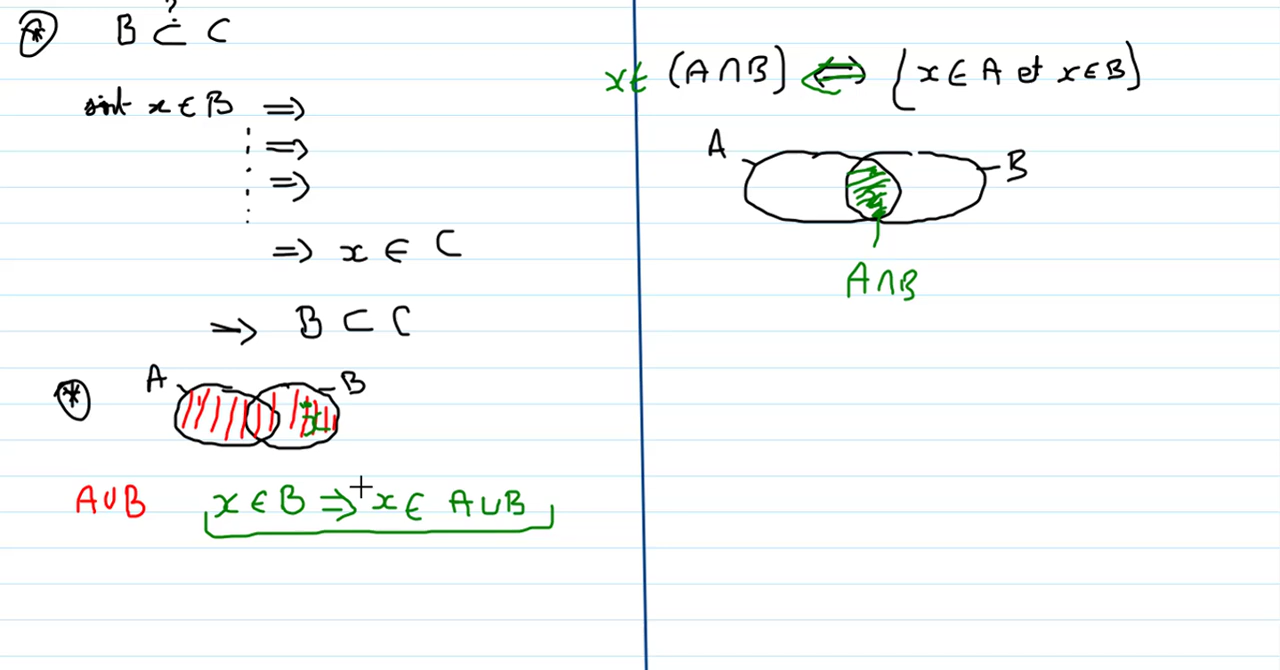 * B ⊂? C
soit x ∈ B ⇒
⇒
⇒
⇒ x ∈ C
⇒ B ⊂ C
* A B
x
A∪B x ∈ B ⇒ x ∈ A∪B
x∈ (A∩B) ⇔ (x ∈ A et x ∈ B)
A B
x
A∩B